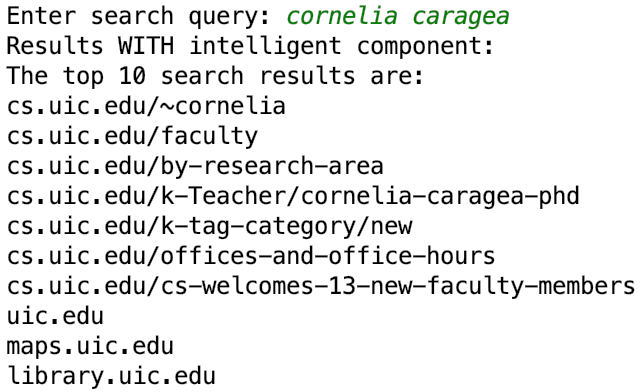 Enter search query: cornelia caragea
Results WITH intelligent component:
The top 10 search results are:
cs.uic.edu/~cornelia
cs.uic.edu/faculty
cs.uic.edu/by-research-area
cs.uic.edu/k-Teacher/cornelia-caragea-phd
cs.uic.edu/k-tag-category/new
cs.uic.edu/offices-and-office-hours
cs.uic.edu/cs-welcomes-13-new-faculty-members
uic.edu
maps.uic.edu
library.uic.edu